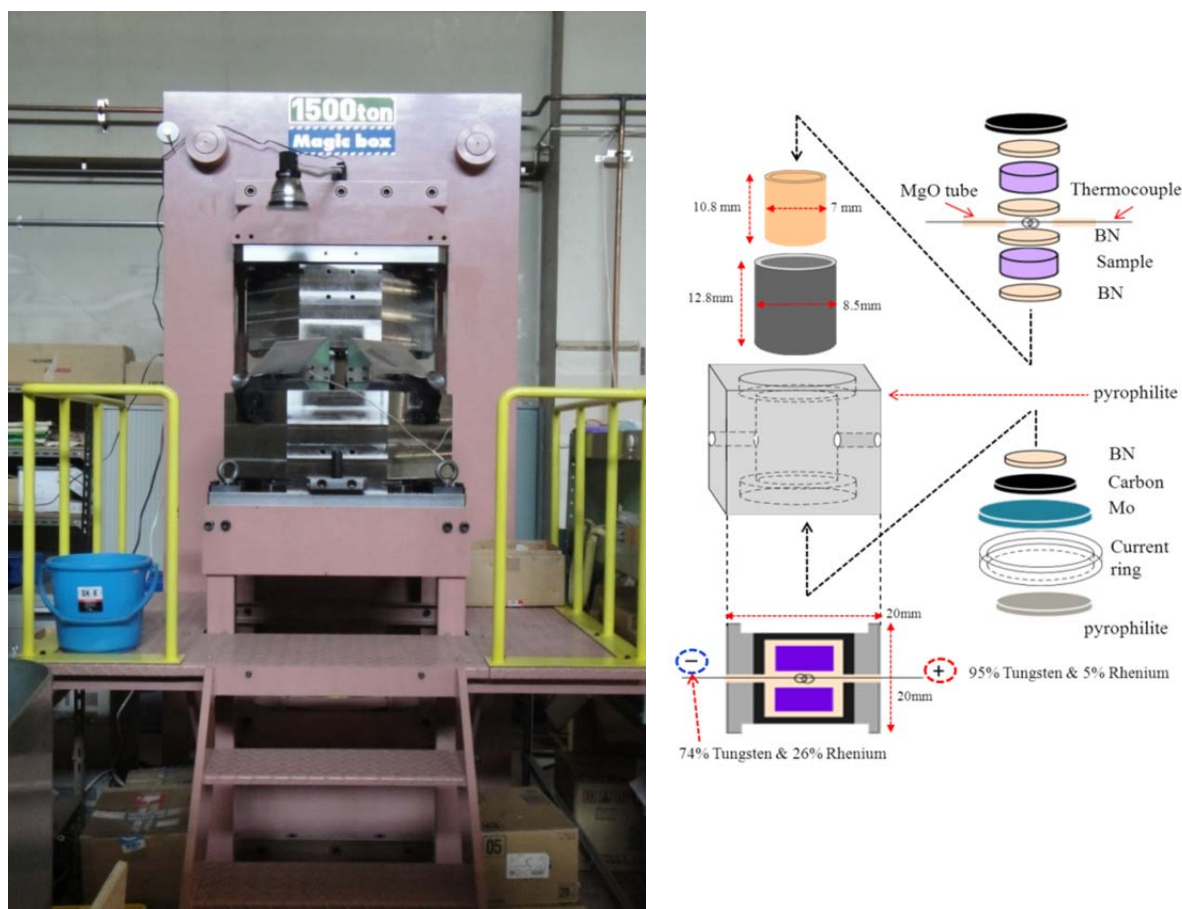 1500ton
Magic box
05
10.8 mm
7 mm
MgO tube
Thermocouple
BN
Sample
BN
12.8mm
8.5mm
pyrophilite
BN
Carbon
Mo
Current
ring
pyrophilite
20mm
−
+
95% Tungsten & 5% Rhenium
20mm
74% Tungsten & 26% Rhenium